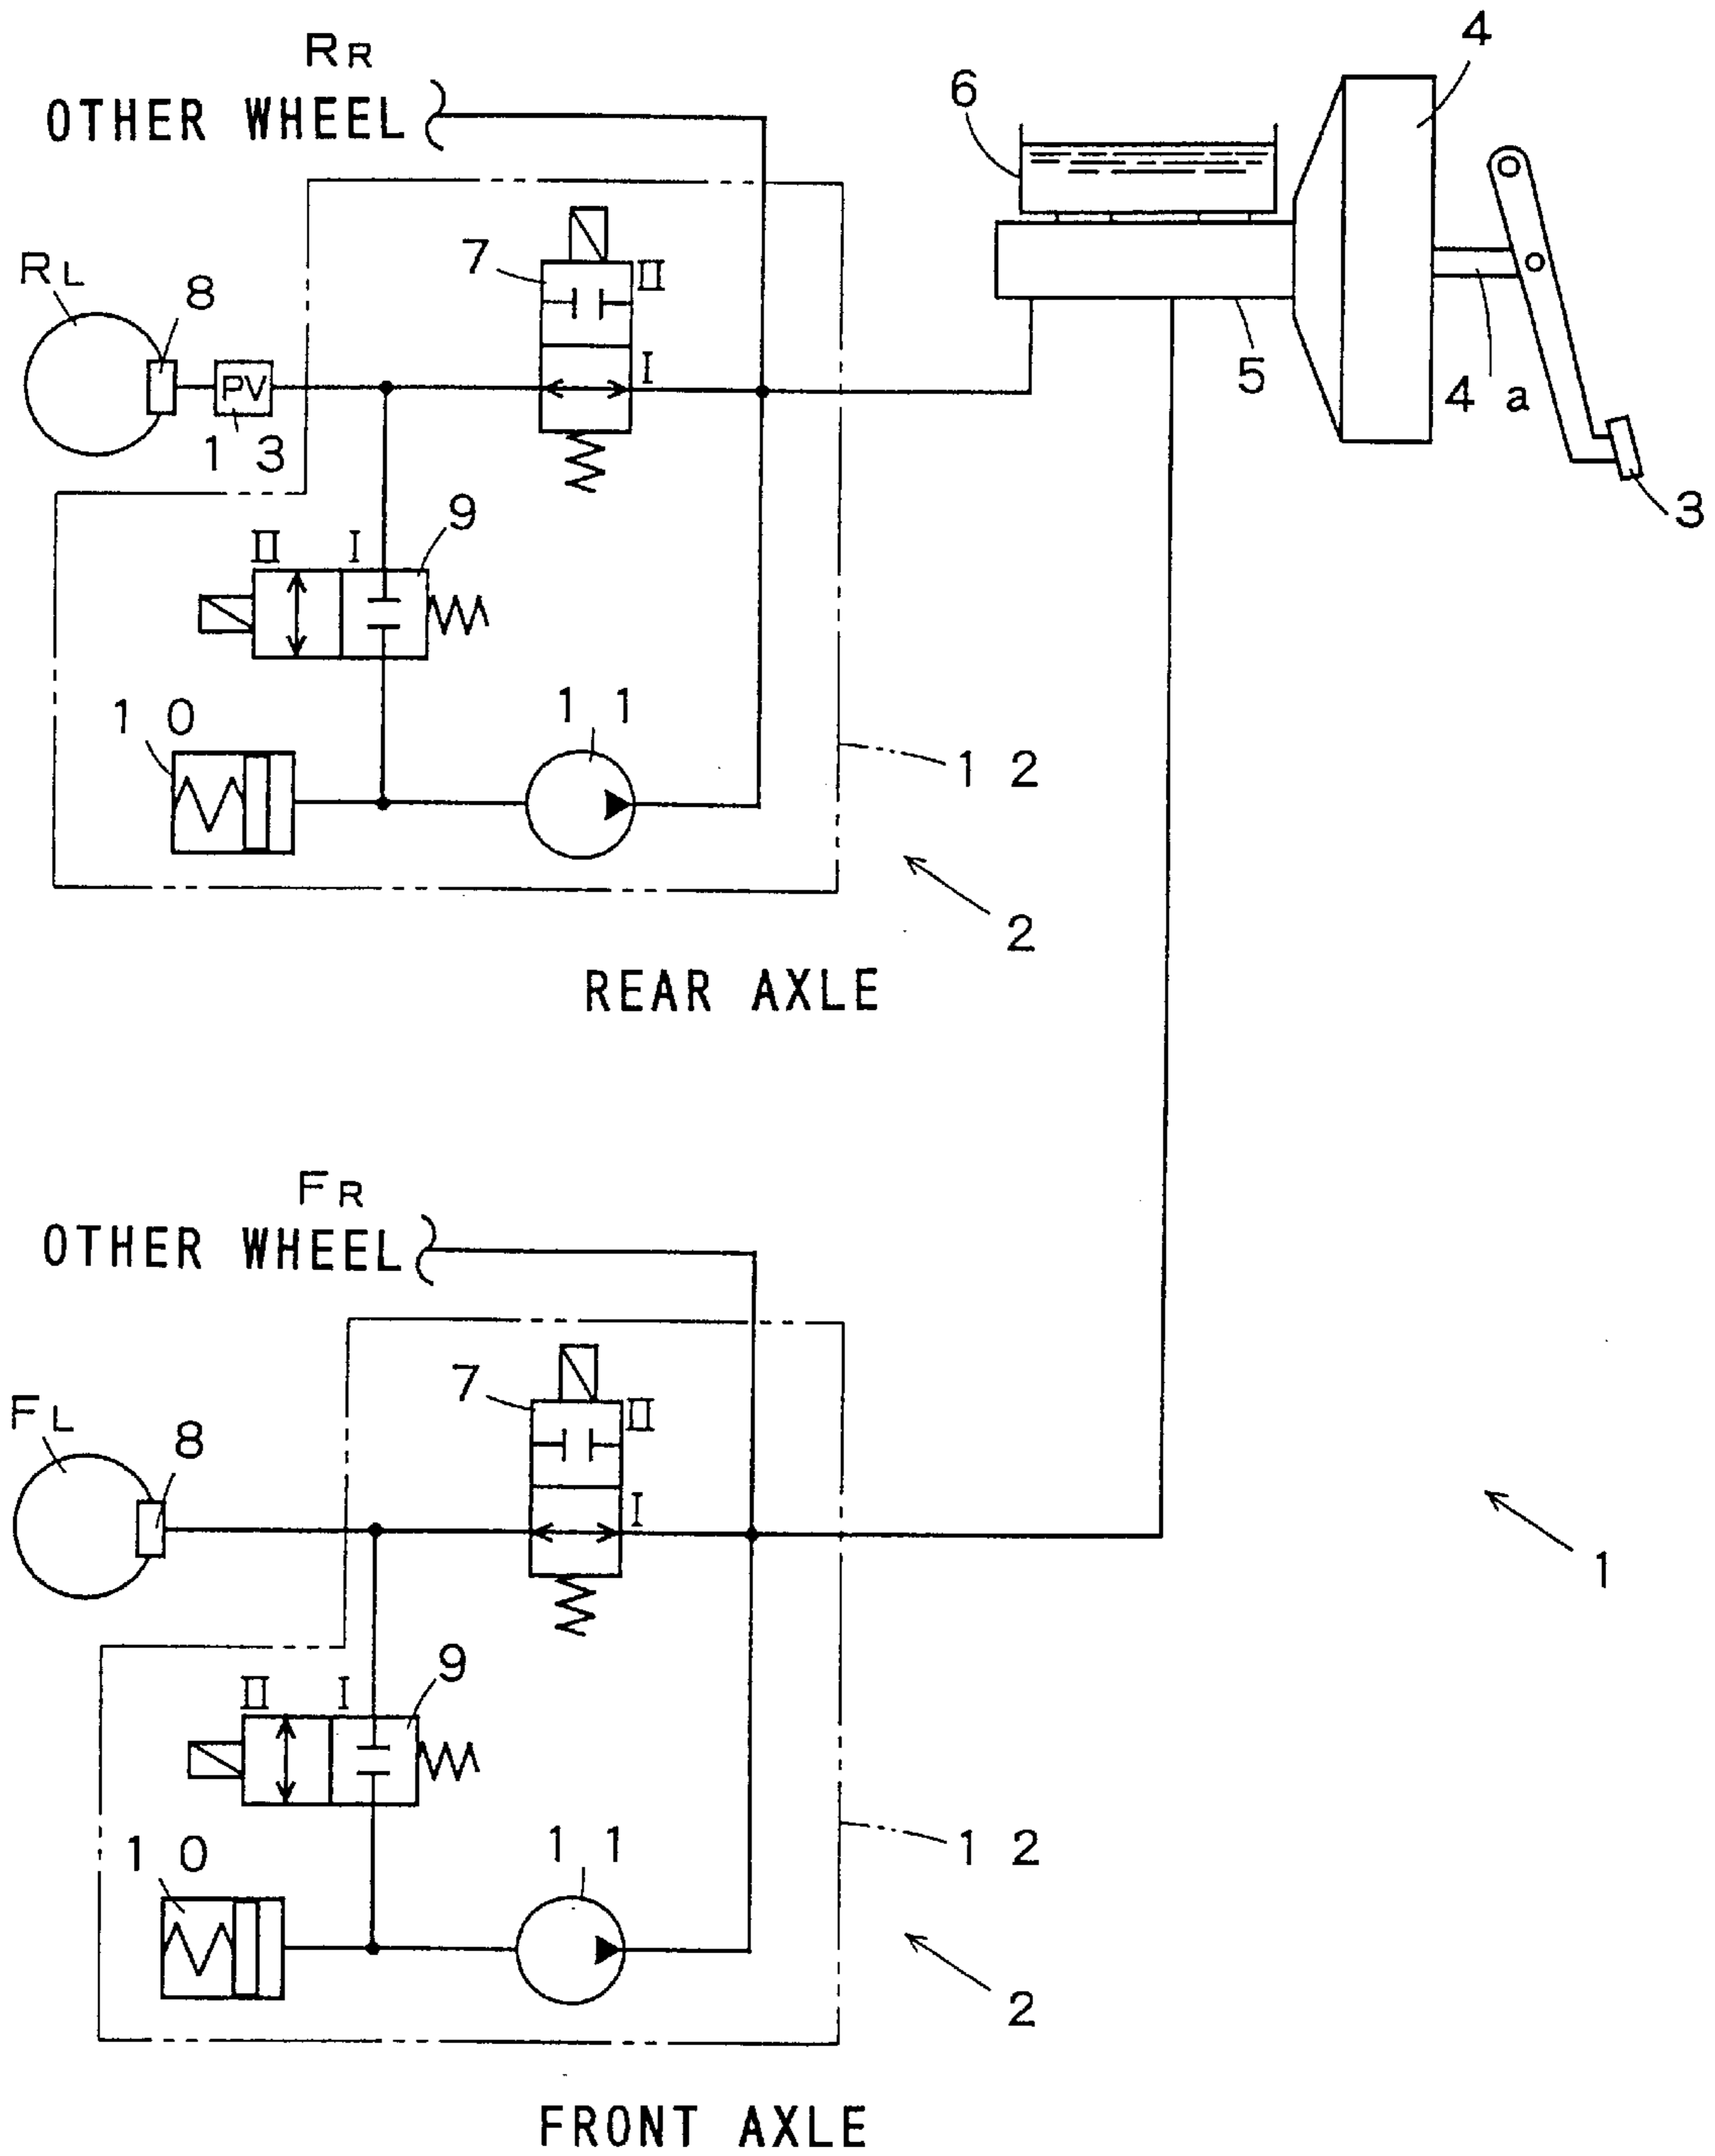 4
RR
OTHER WHEEL
6
7
II
RL
8
I
PV
5
4a
13
3
9
II I
10
11
12
2
REAR AXLE
FR
OTHER WHEEL
7
II
FL
8
I
1
9
II I
10
11
12
2
FRONT AXLE